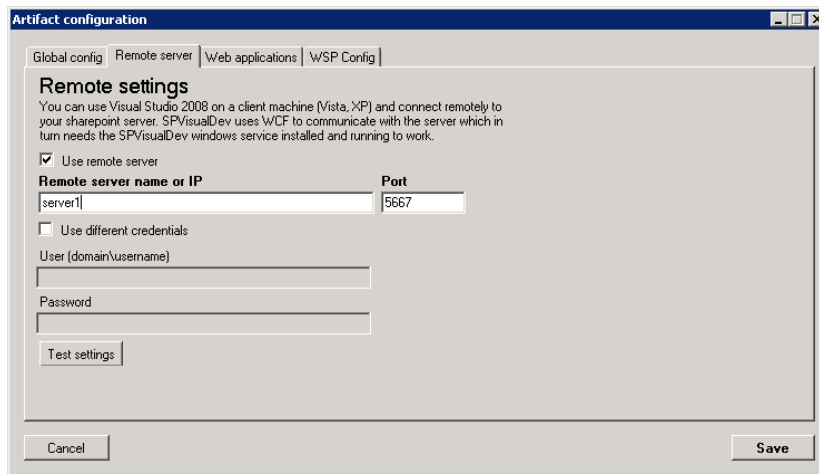 Artifact configuration
Global config Remote server Web applications WSP Config
Remote settings
You can use Visual Studio 2008 on a client machine (Vista, XP) and connect remotely to
your sharepoint server. SPVisualDev uses WCF to communicate with the server which in
turn needs the SPVisualDev windows service installed and running to work.
Use remote server
Remote server name or IP Port
server1 5667
Use different credentials
User (domain\username)
Password
Test settings
Cancel Save